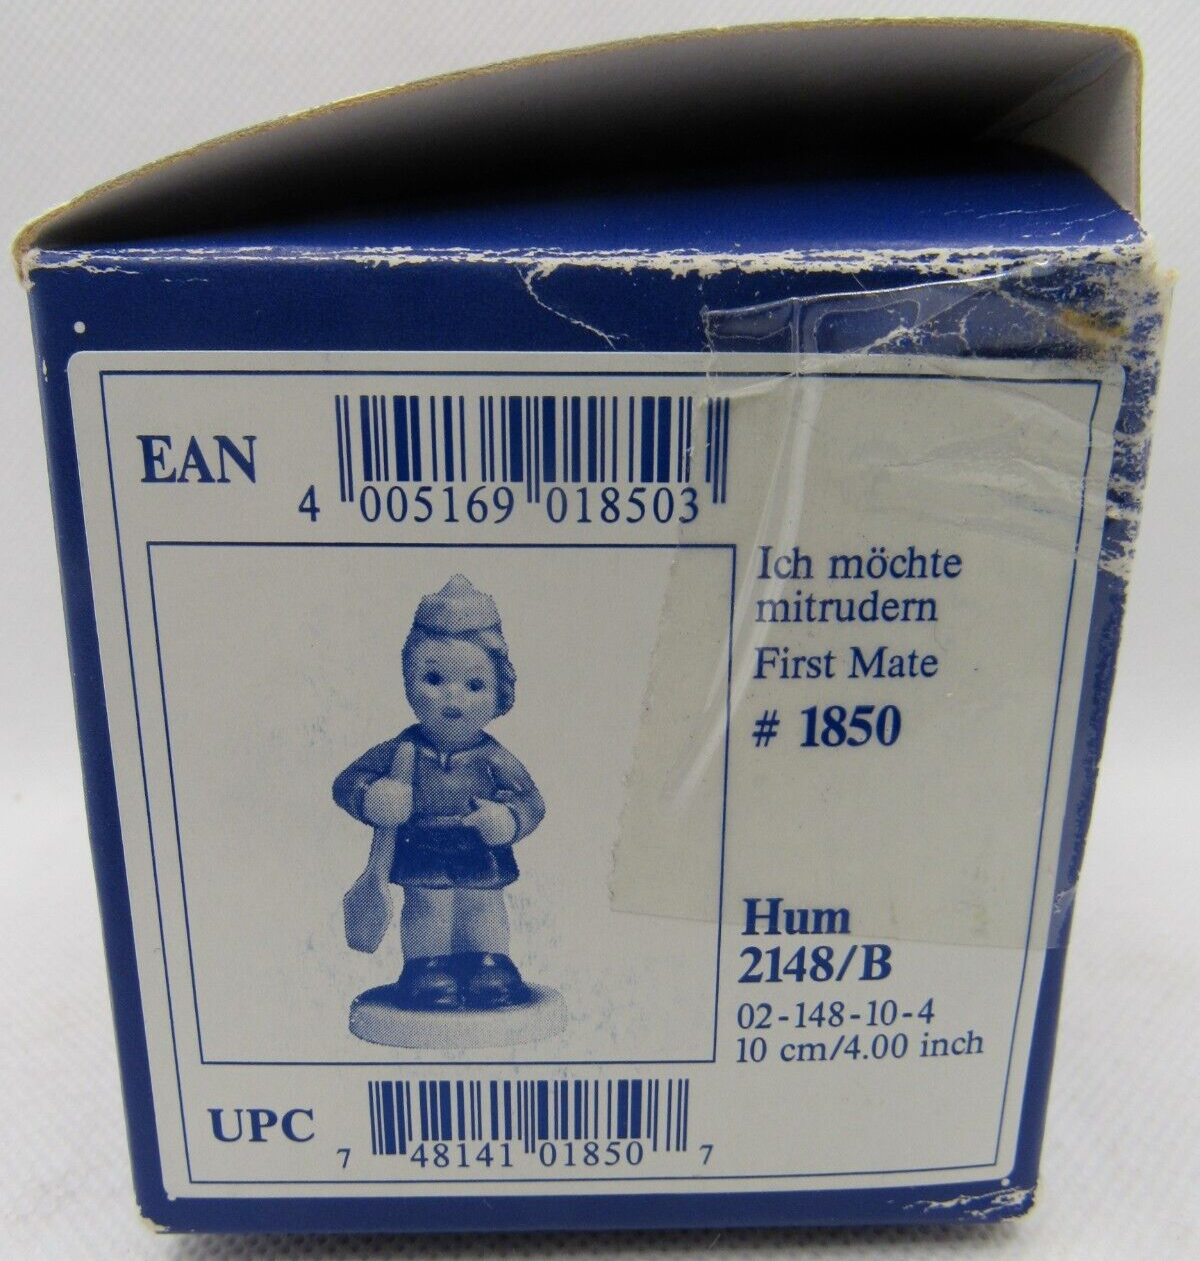 EAN
4 005169 018503
Ich möchte
mitrudern
First Mate
# 1850
Hum
2148/B
02-148-10-4
10 cm/4.00 inch
UPC
7 48141 01850 7